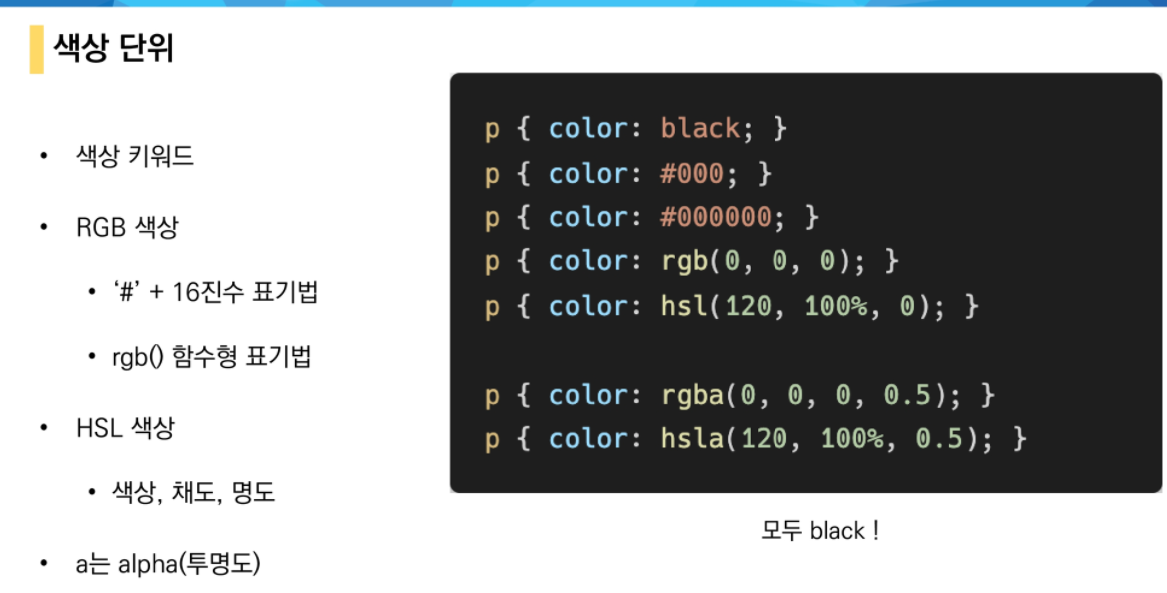 색상 단위
• 색상 키워드
• RGB 색상
• ‘#’ + 16진수 표기법
• rgb() 함수형 표기법
• HSL 색상
• 색상, 채도, 명도
• a는 alpha(투명도)
p { color: black; }
p { color: #000; }
p { color: #000000; }
p { color: rgb(0, 0, 0); }
p { color: hsl(120, 100%, 0); }
p { color: rgba(0, 0, 0, 0.5); }
p { color: hsla(120, 100%, 0.5); }
모두 black !